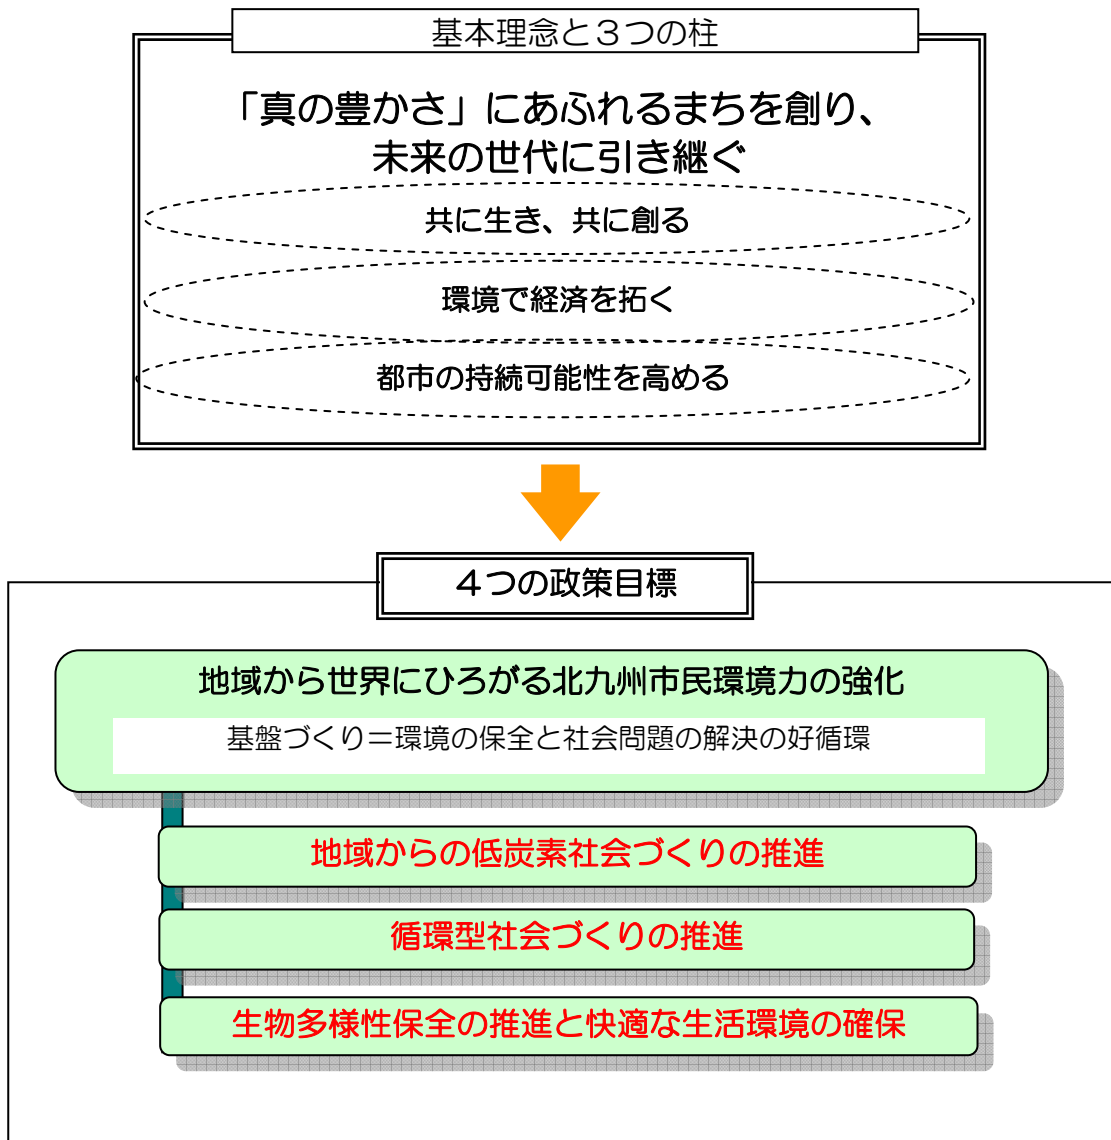 基本理念と３つの柱
「真の豊かさ」にあふれるまちを創り、
未来の世代に引き継ぐ
共に生き、共に創る
環境で経済を拓く
都市の持続可能性を高める
４つの政策目標
地域から世界にひろがる北九州市民環境力の強化
基盤づくり＝環境の保全と社会問題の解決の好循環
地域からの低炭素社会づくりの推進
循環型社会づくりの推進
生物多様性保全の推進と快適な生活環境の確保